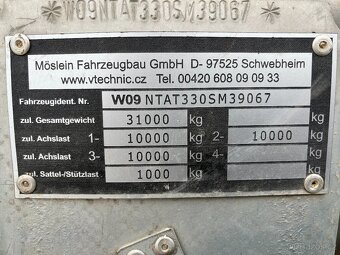 *W09NTAT330SM39067*
Möslein Fahrzeugbau GmbH D- 97525 Schwebheim
www.vtechnic.cz Tel. 00420 608 09 09 33
Fahrzeugident. Nr. W09 NTAT330SM39067
zul. Gesamtgewicht 31000 kg
zul. Achslast 1- 10000 kg 2- 10000 kg
zul. Achslast 3- 10000 kg 4- kg
zul. Sattel-/Stützlast 1000 kg